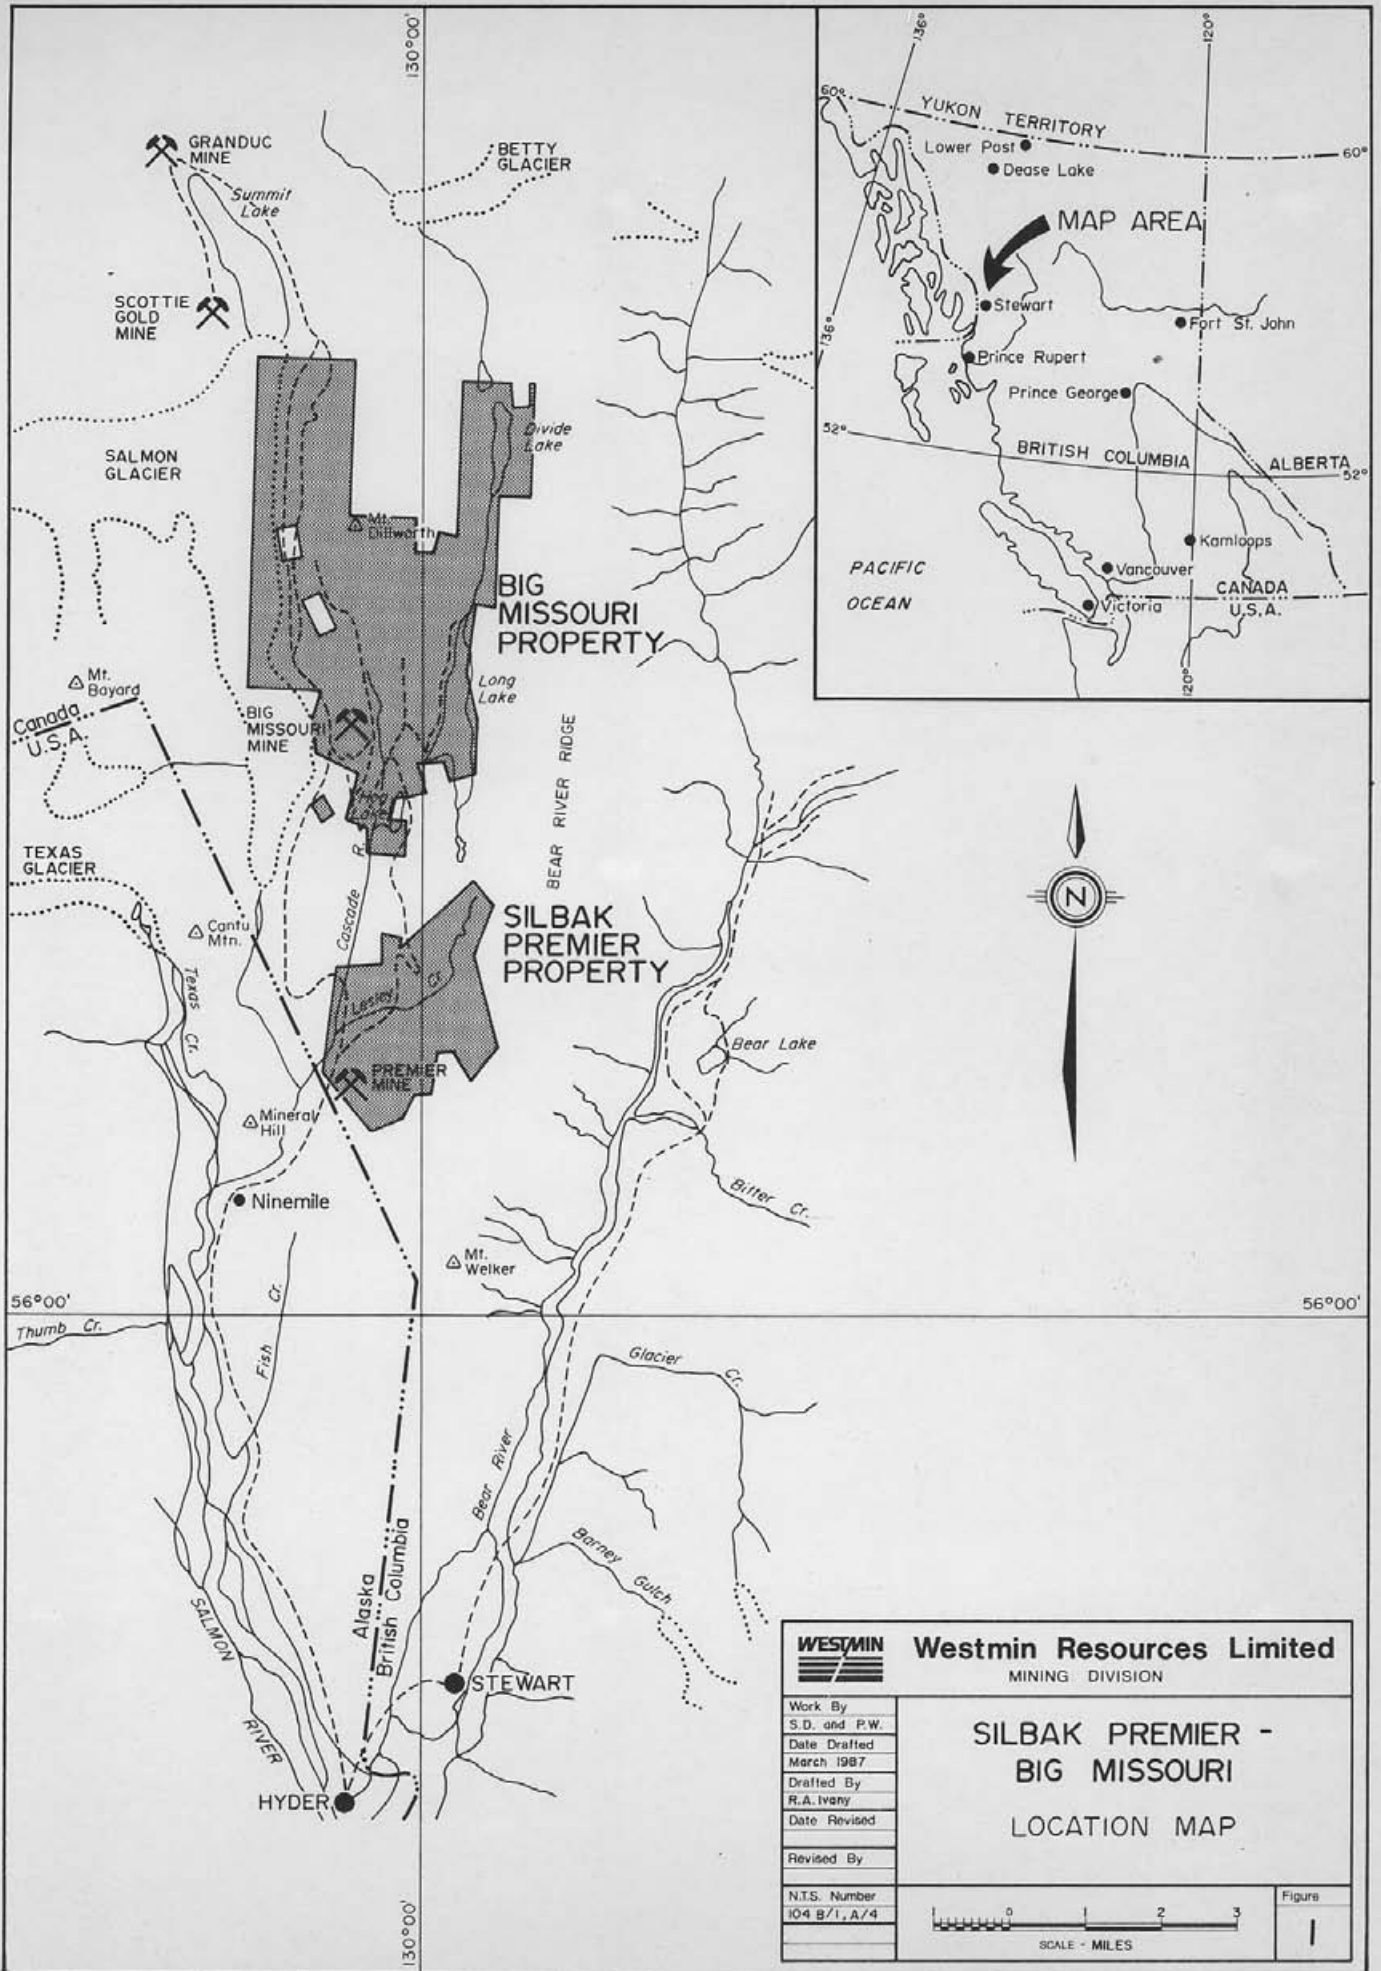 130°00'
GRANDUC
MINE
Summit
Lake
BETTY
GLACIER
SCOTTIE
GOLD
MINE
SALMON
GLACIER
Divide
Lake
Mt.
Dillworth
BIG
MISSOURI
PROPERTY
Mt.
Bayard
Canada
U.S.A.
BIG
MISSOURI
MINE
Long
Lake
BEAR RIVER RIDGE
TEXAS
GLACIER
Cantu
Mtn.
Texas
Cr.
Cascade
R.
Lesley
Cr.
SILBAK
PREMIER
PROPERTY
PREMIER
MINE
Mineral
Hill
Ninemile
Bear Lake
Bitter Cr.
Mt.
Welker
56°00'
56°00'
Thumb Cr.
Fish Cr.
Glacier Cr.
Bear River
Barney
Gulch
Alaska
British Columbia
SALMON
RIVER
STEWART
HYDER
130°00'
136°
120°
60°
YUKON TERRITORY
60°
Lower Post
Dease Lake
MAP AREA
Stewart
Fort St. John
136°
Prince Rupert
Prince George
52°
BRITISH COLUMBIA
ALBERTA
52°
Kamloops
PACIFIC
OCEAN
Vancouver
Victoria
CANADA
U.S.A.
120°
N
WESTMIN
Westmin Resources Limited
MINING DIVISION
Work By
S.D. and P.W.
Date Drafted
March 1987
Drafted By
R.A. Ivany
Date Revised
Revised By
N.T.S. Number
104 B/1, A/4
SILBAK PREMIER -
BIG MISSOURI
LOCATION MAP
1 0 1 2 3
SCALE - MILES
Figure
1